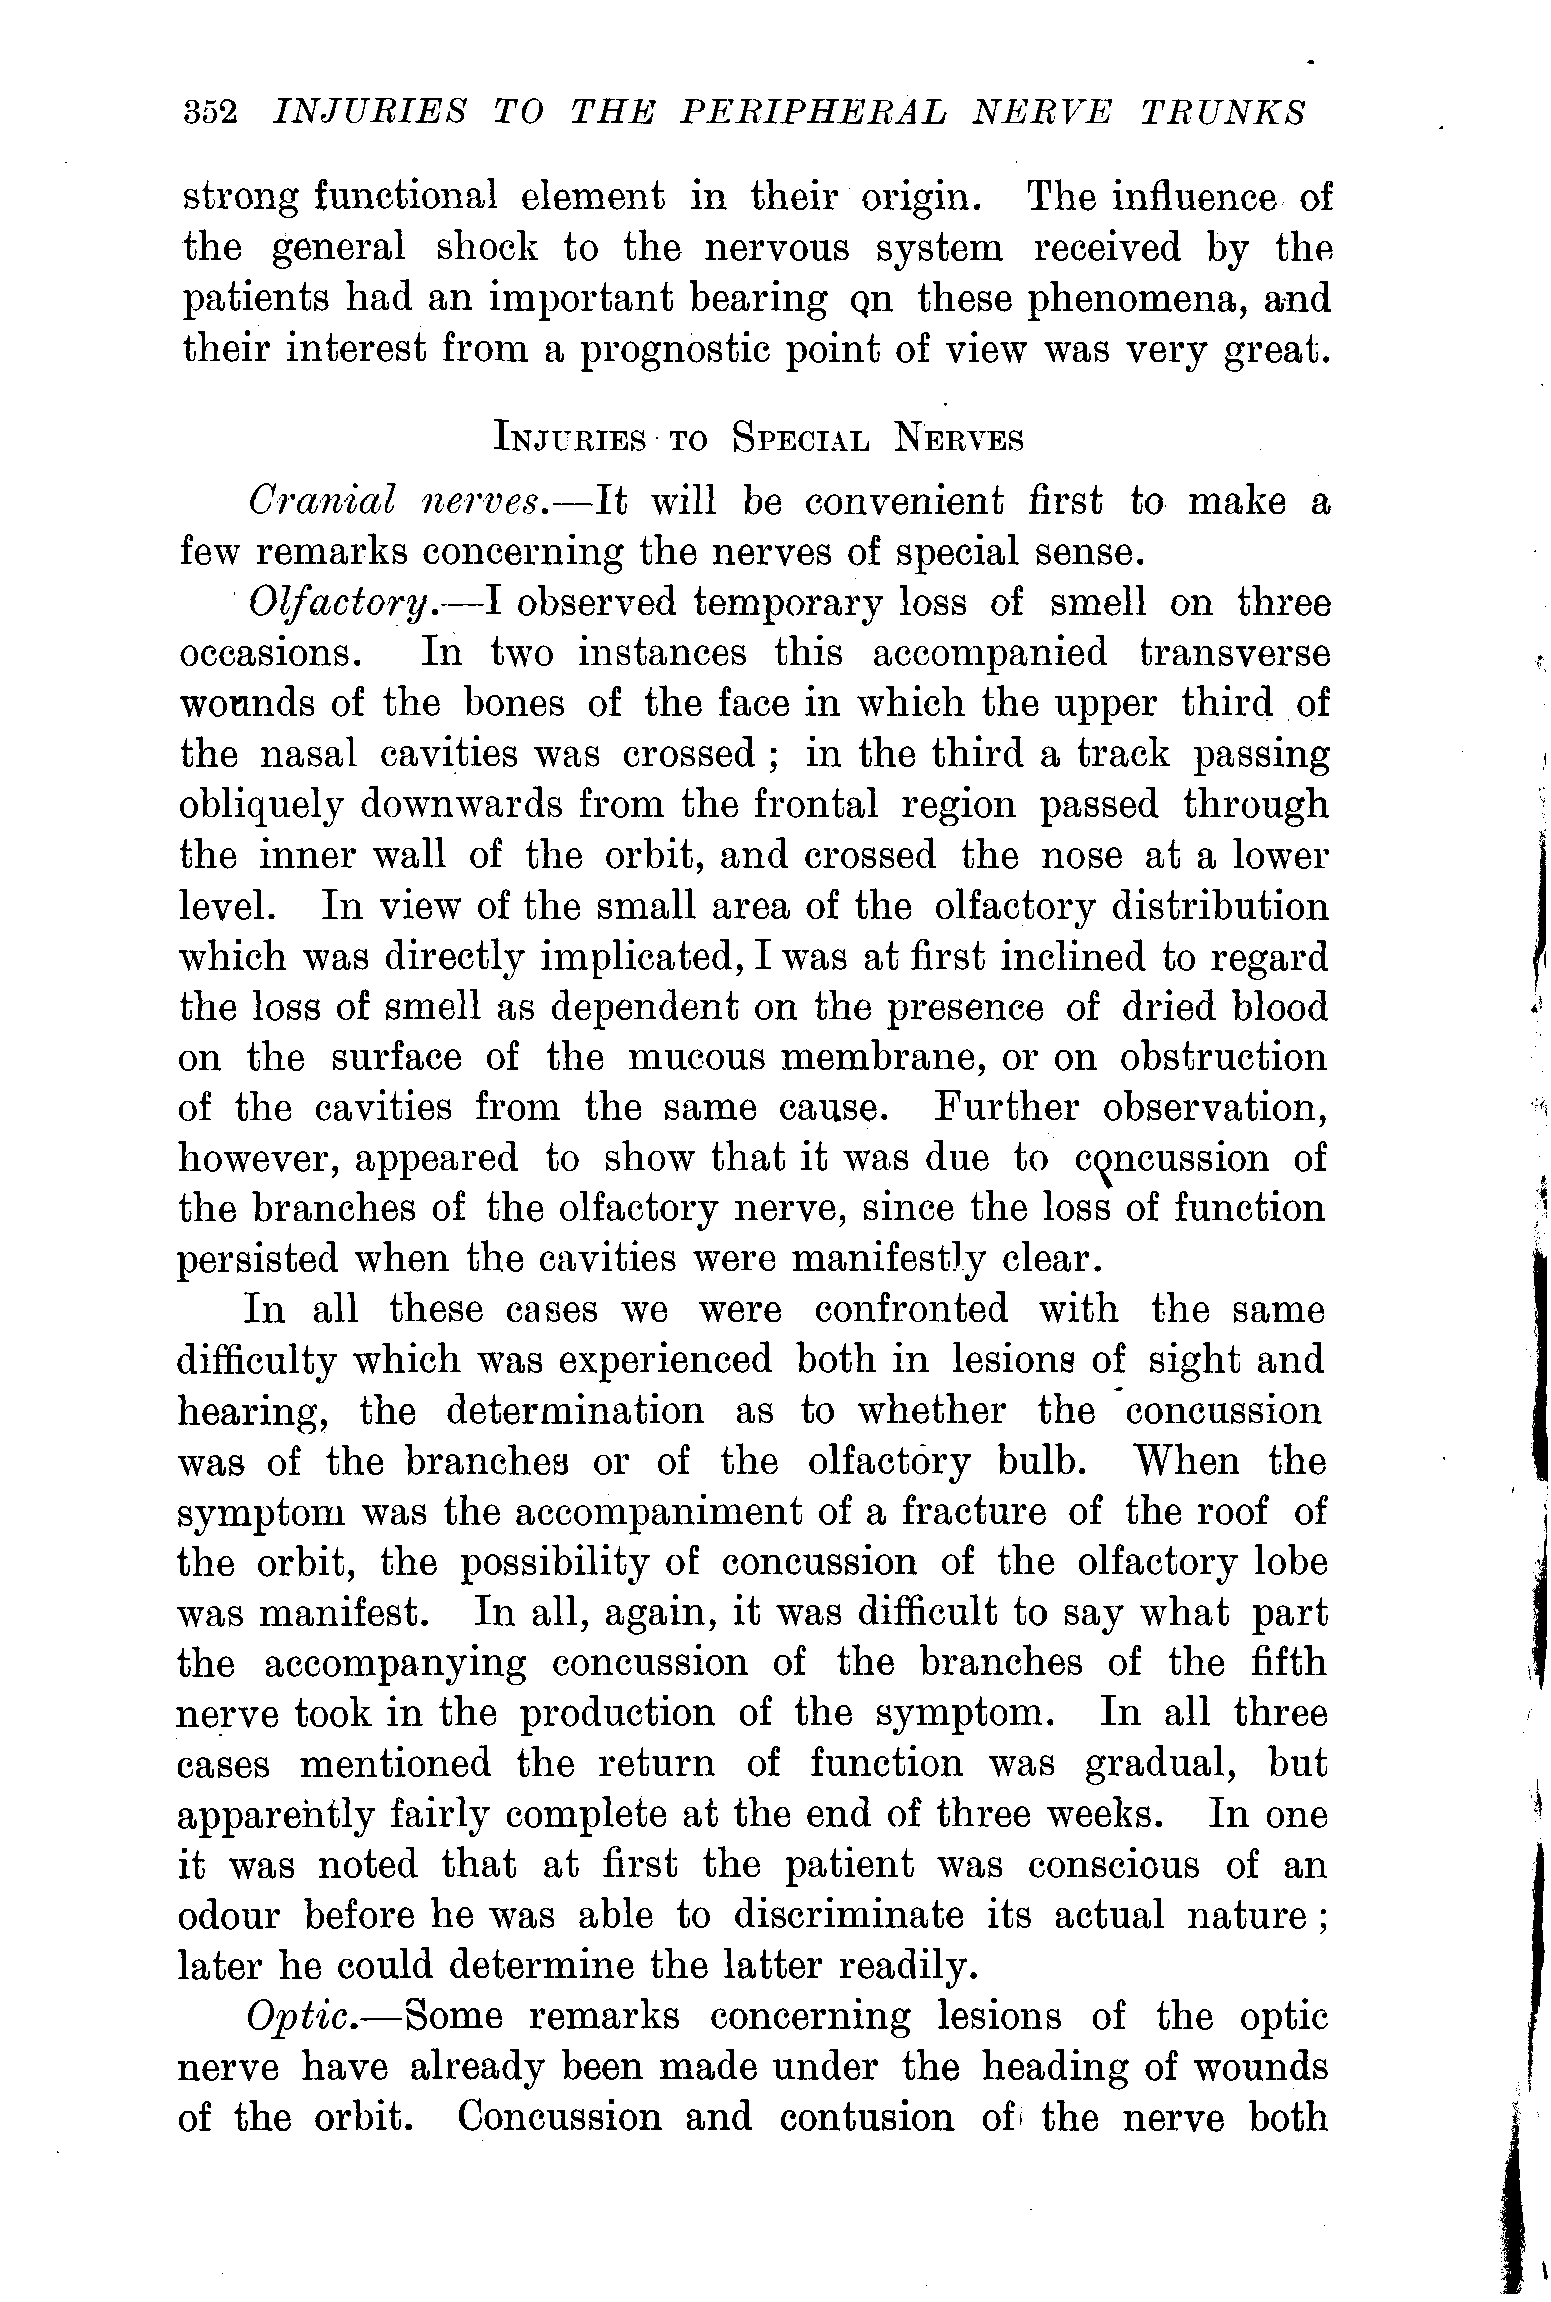 352 INJURIES TO THE PERIPHERAL NERVE TRUNKS
strong functional element in their origin. The influence of
the general shock to the nervous system received by the
patients had an important bearing on these phenomena, and
their interest from a prognostic point of view was very great.
INJURIES TO SPECIAL NERVES
Cranial nerves.—It will be convenient first to make a
few remarks concerning the nerves of special sense.
Olfactory.—I observed temporary loss of smell on three
occasions. In two instances this accompanied transverse
wounds of the bones of the face in which the upper third of
the nasal cavities was crossed ; in the third a track passing
obliquely downwards from the frontal region passed through
the inner wall of the orbit, and crossed the nose at a lower
level. In view of the small area of the olfactory distribution
which was directly implicated, I was at first inclined to regard
the loss of smell as dependent on the presence of dried blood
on the surface of the mucous membrane, or on obstruction
of the cavities from the same cause. Further observation,
however, appeared to show that it was due to concussion of
the branches of the olfactory nerve, since the loss of function
persisted when the cavities were manifestly clear.
In all these cases we were confronted with the same
difficulty which was experienced both in lesions of sight and
hearing, the determination as to whether the concussion
was of the branches or of the olfactory bulb. When the
symptom was the accompaniment of a fracture of the roof of
the orbit, the possibility of concussion of the olfactory lobe
was manifest. In all, again, it was difficult to say what part
the accompanying concussion of the branches of the fifth
nerve took in the production of the symptom. In all three
cases mentioned the return of function was gradual, but
apparently fairly complete at the end of three weeks. In one
it was noted that at first the patient was conscious of an
odour before he was able to discriminate its actual nature ;
later he could determine the latter readily.
Optic.—Some remarks concerning lesions of the optic
nerve have already been made under the heading of wounds
of the orbit. Concussion and contusion of the nerve both